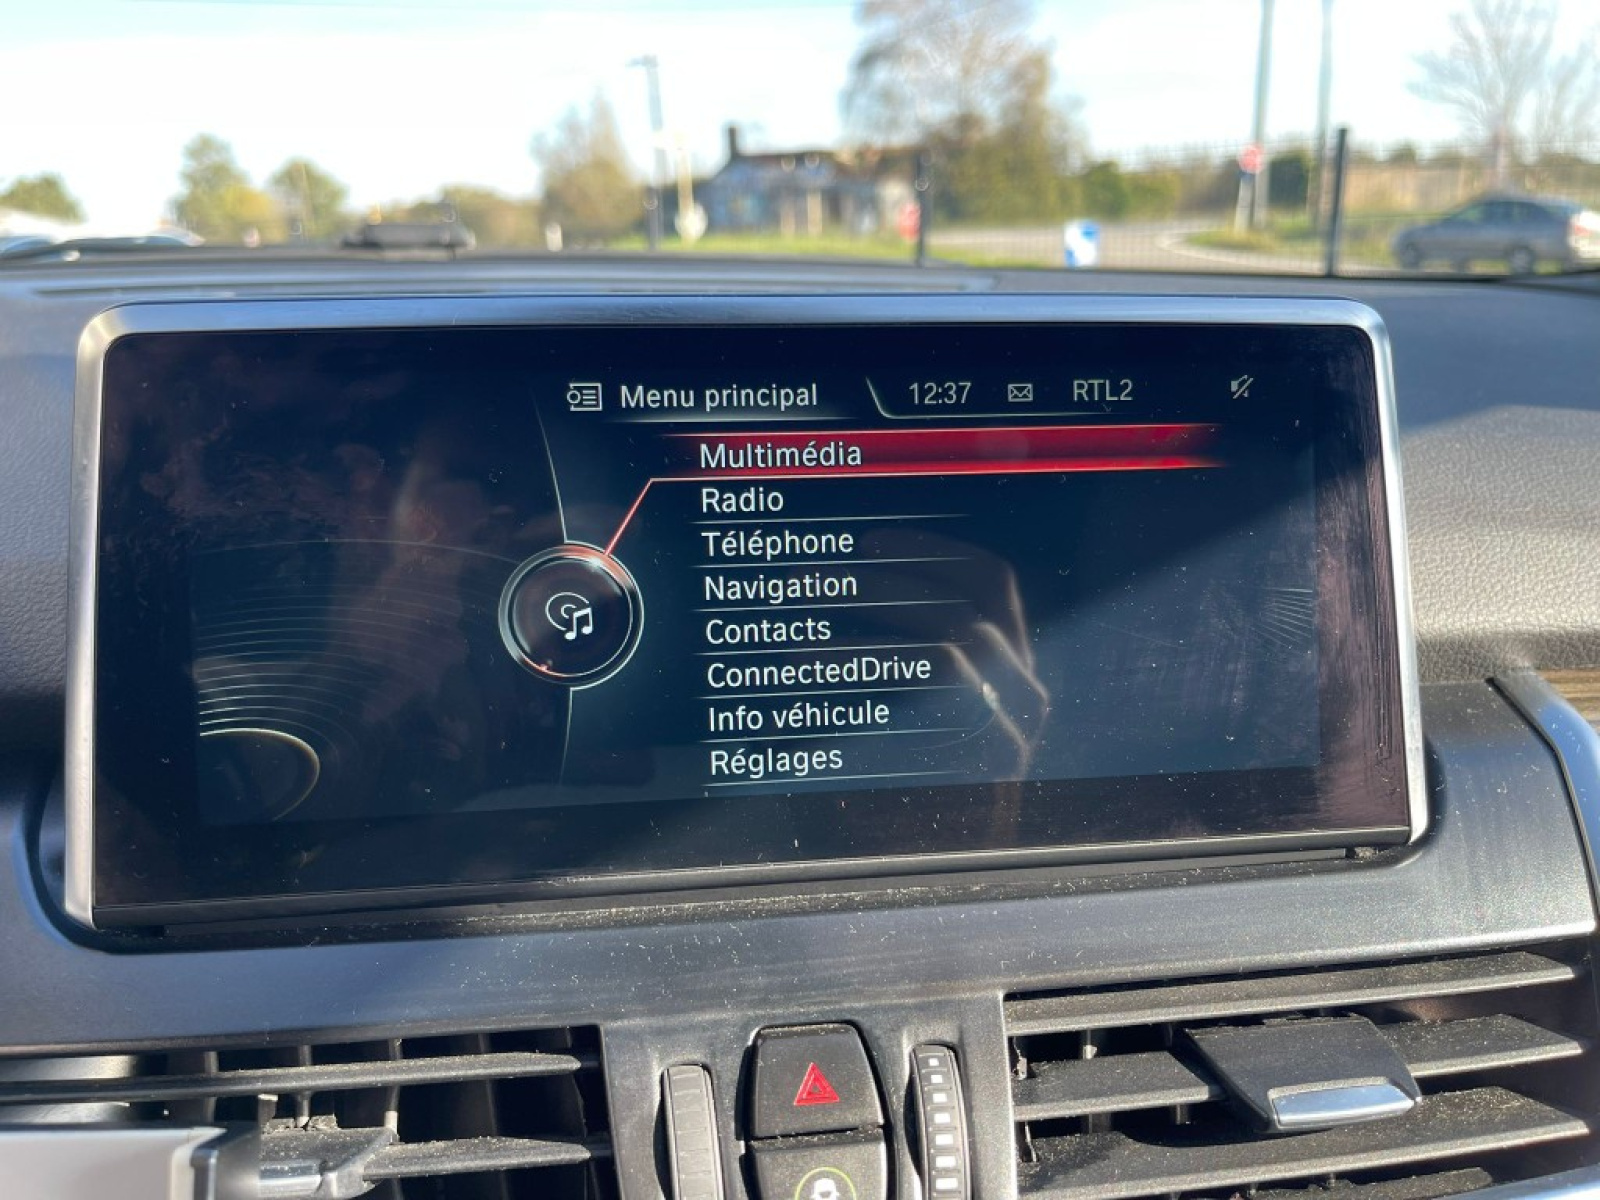 Menu principal 12:37 RTL2
Multimédia
Radio
Téléphone
Navigation
Contacts
ConnectedDrive
Info véhicule
Réglages